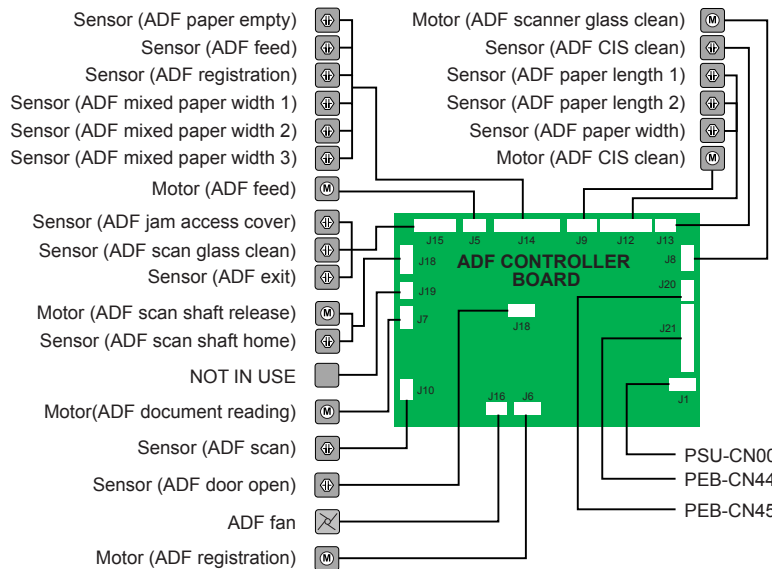 Sensor (ADF paper empty)
Sensor (ADF feed)
Sensor (ADF registration)
Sensor (ADF mixed paper width 1)
Sensor (ADF mixed paper width 2)
Sensor (ADF mixed paper width 3)
Motor (ADF feed)
M
Sensor (ADF jam access cover)
Sensor (ADF scan glass clean)
Sensor (ADF exit)
Motor (ADF scan shaft release)
M
Sensor (ADF scan shaft home)
NOT IN USE
Motor(ADF document reading)
M
Sensor (ADF scan)
Sensor (ADF door open)
ADF fan
Motor (ADF registration)
M
Motor (ADF scanner glass clean)
M
Sensor (ADF CIS clean)
Sensor (ADF paper length 1)
Sensor (ADF paper length 2)
Sensor (ADF paper width)
Motor (ADF CIS clean)
M
J15
J5
J14
J9
J12
J13
J18
ADF CONTROLLER
BOARD
J8
J19
J20
J7
J18
J21
J10
J16
J6
J1
PSU-CN00
PEB-CN44
PEB-CN45